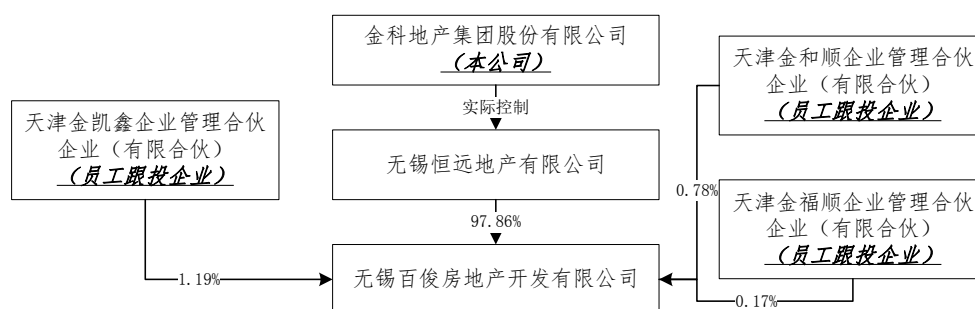 金科地产集团股份有限公司
（本公司）
实际控制
无锡恒远地产有限公司
97.86%
无锡百俊房地产开发有限公司
天津金凯鑫企业管理合伙
企业（有限合伙）
（员工跟投企业）
1.19%
天津金和顺企业管理合伙
企业（有限合伙）
（员工跟投企业）
0.78%
天津金福顺企业管理合伙
企业（有限合伙）
（员工跟投企业）
0.17%